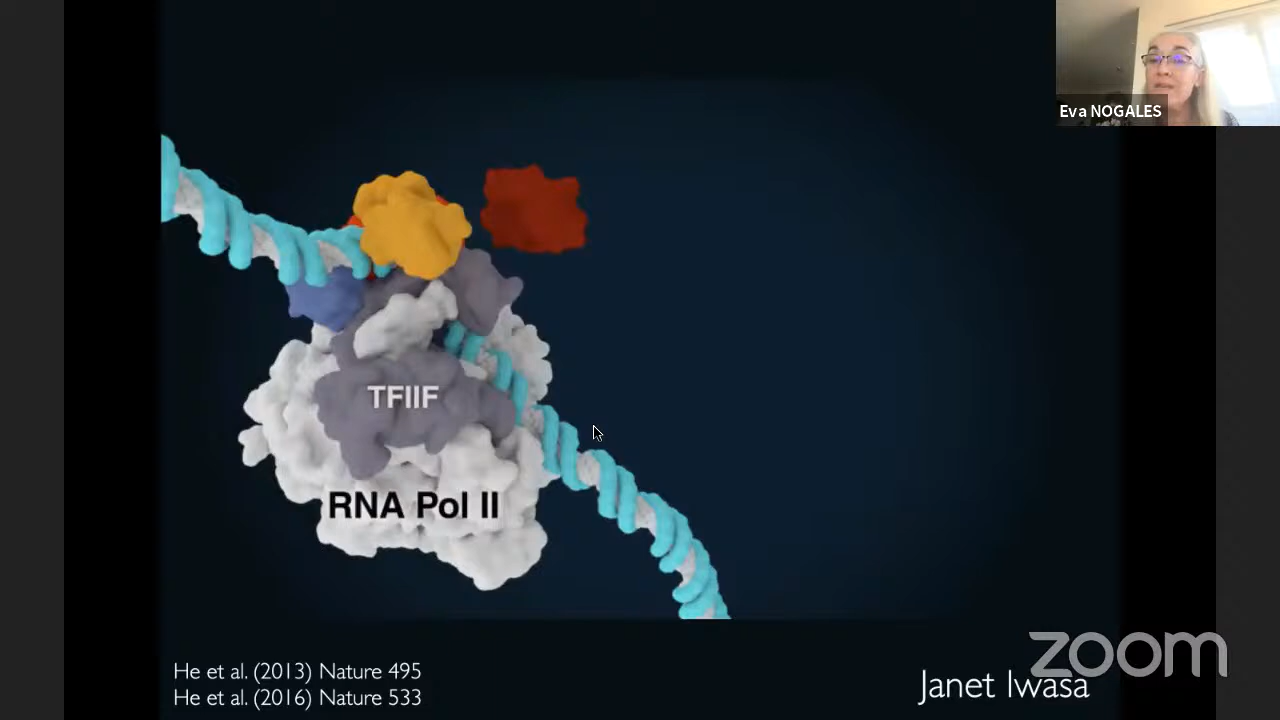 Eva NOGALES
TFIIF
RNA Pol II
He et al. (2013) Nature 495
He et al. (2016) Nature 533
zoom
Janet Iwasa